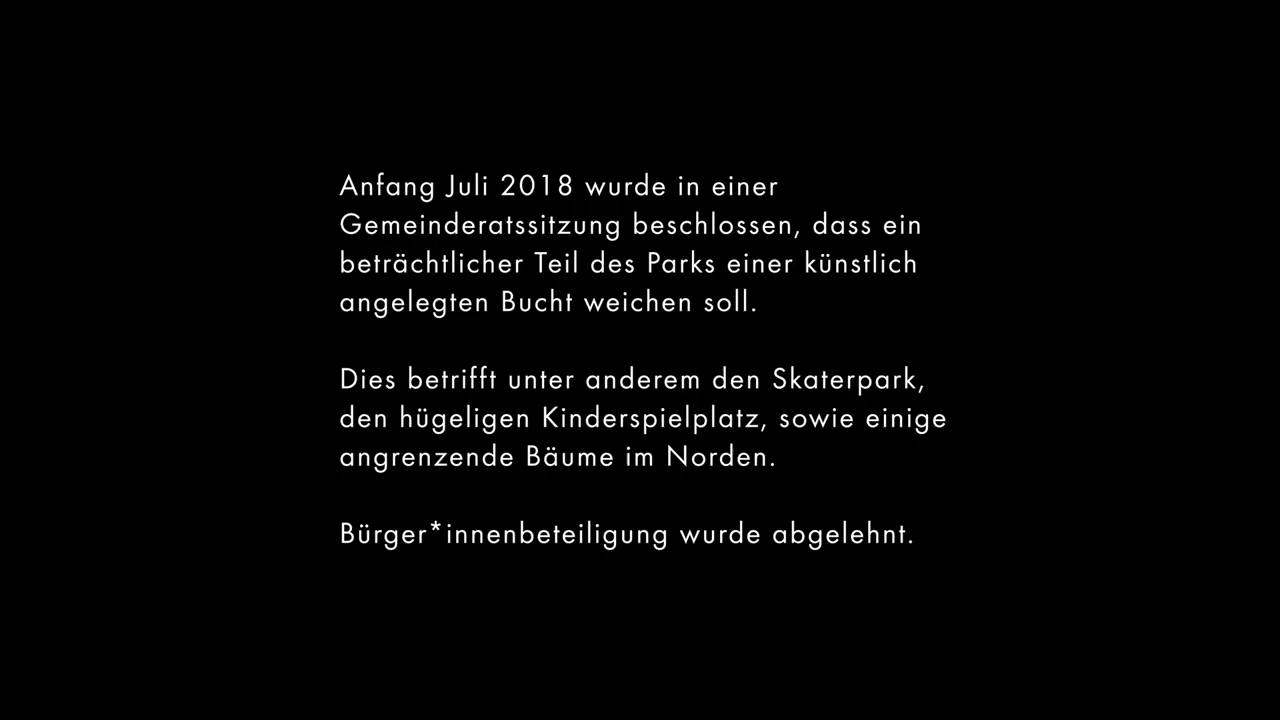 Anfang Juli 2018 wurde in einer
Gemeinderatssitzung beschlossen, dass ein
beträchtlicher Teil des Parks einer künstlich
angelegten Bucht weichen soll.
Dies betrifft unter anderem den Skaterpark,
den hügeligen Kinderspielplatz, sowie einige
angrenzende Bäume im Norden.
Bürger*innenbeteiligung wurde abgelehnt.